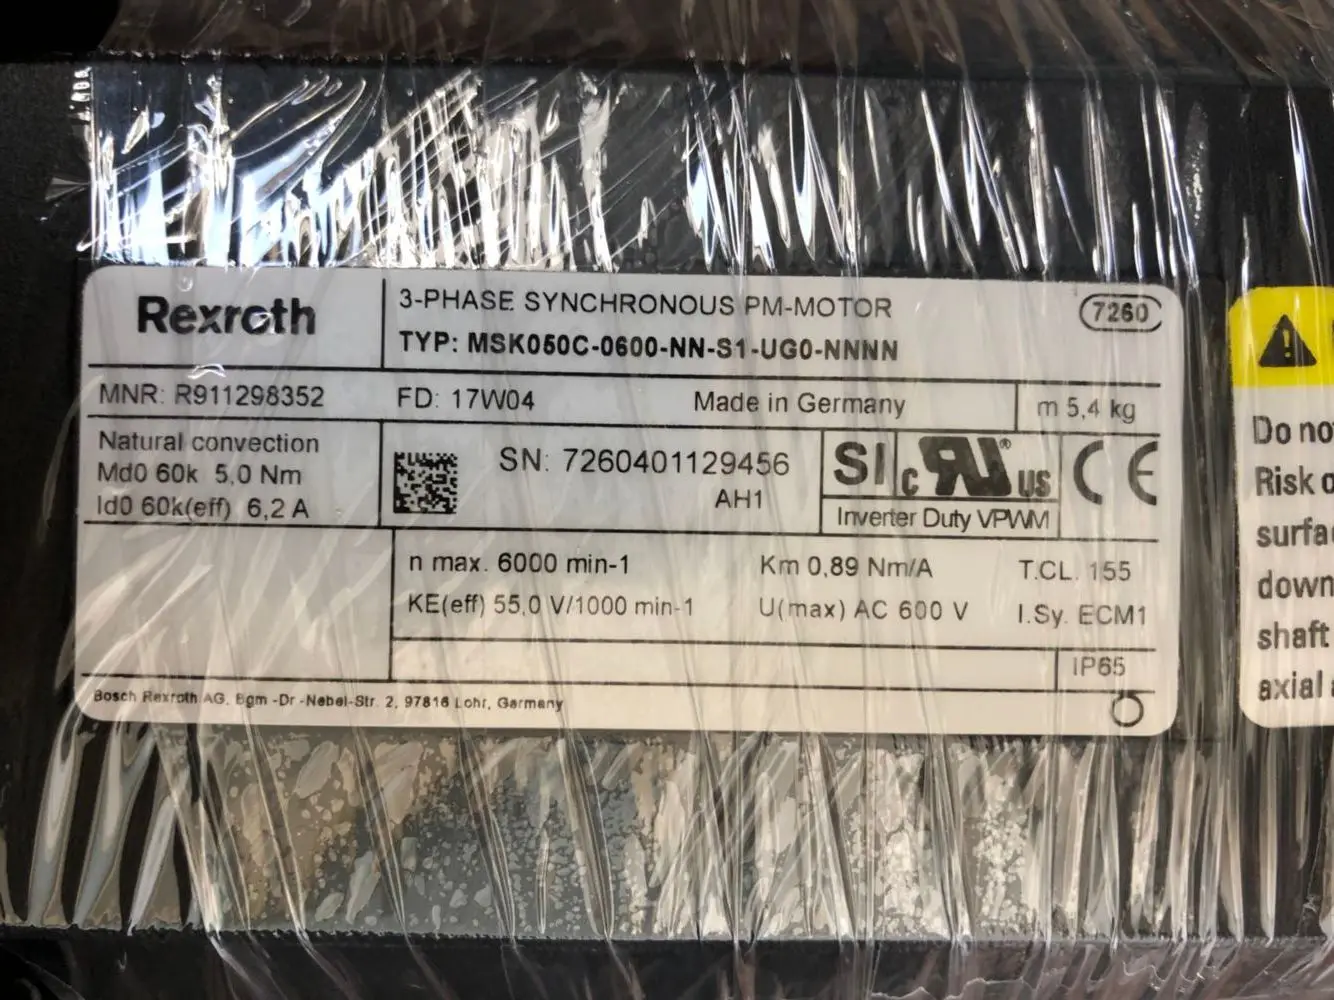 Rexroth
3-PHASE SYNCHRONOUS PM-MOTOR
7260
TYP: MSK050C-0600-NN-S1-UG0-NNNN
MNR: R911298352
FD: 17W04
Made in Germany
m 5,4 kg
Natural convection
Md0 60k 5,0 Nm
Id0 60k(eff) 6,2 A
SN: 7260401129456
AH1
SI
c RU® US
Inverter Duty VPWM
CE
n max. 6000 min-1
Km 0,89 Nm/A
T.CL. 155
KE(eff) 55,0 V/1000 min-1
U(max) AC 600 V
I.Sy. ECM1
IP65
Bosch Rexroth AG, Bgm.-Dr.-Nebel-Str. 2, 97816 Lohr, Germany
Do no
Risk o
surfa
down
shaft
axial